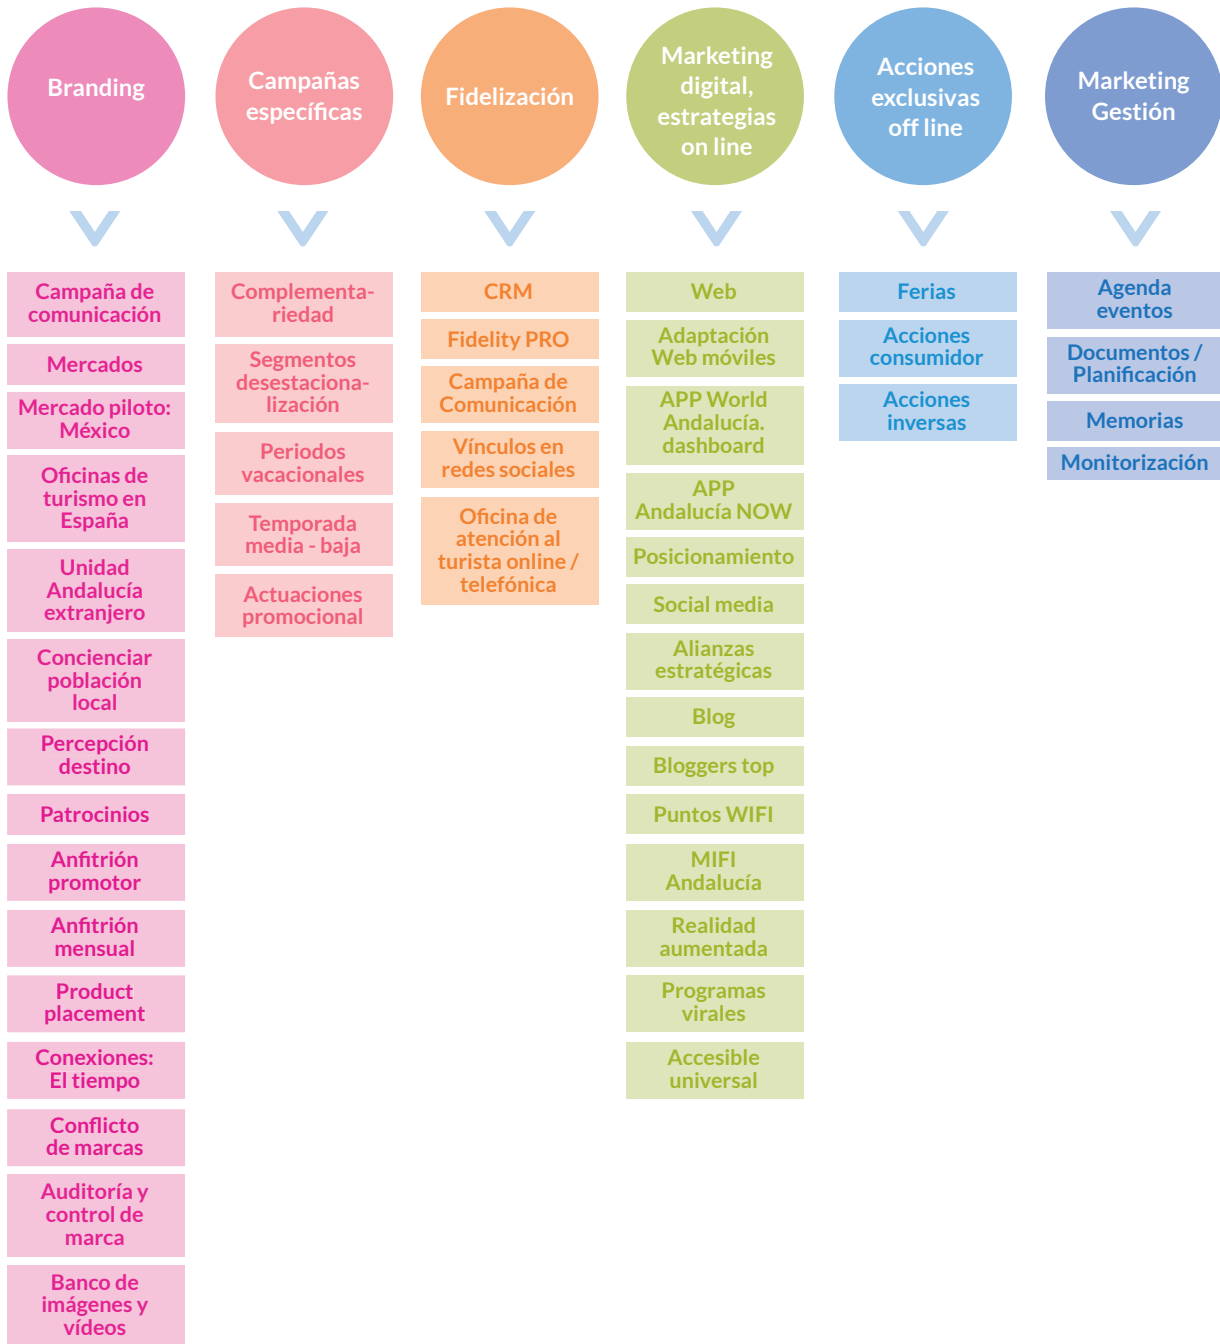 Branding
Campañas
específicas
Fidelización
Marketing
digital,
estrategias
on line
Acciones
exclusivas
off line
Marketing
Gestión
Campaña de
comunicación
Mercados
Mercado piloto:
México
Oficinas de
turismo en
España
Unidad
Andalucía
extranjero
Concienciar
población
local
Percepción
destino
Patrocinios
Anfitrión
promotor
Anfitrión
mensual
Product
placement
Conexiones:
El tiempo
Conflicto
de marcas
Auditoría y
control de
marca
Banco de
imágenes y
vídeos
Complementa-
riedad
Segmentos
desestaciona-
lización
Periodos
vacacionales
Temporada
media - baja
Actuaciones
promocional
CRM
Fidelity PRO
Campaña de
Comunicación
Vínculos en
redes sociales
Oficina de
atención al
turista online /
telefónica
Web
Adaptación
Web móviles
APP World
Andalucía.
dashboard
APP
Andalucía NOW
Posicionamiento
Social media
Alianzas
estratégicas
Blog
Bloggers top
Puntos WIFI
MIFI
Andalucía
Realidad
aumentada
Programas
virales
Accesible
universal
Ferias
Acciones
consumidor
Acciones
inversas
Agenda
eventos
Documentos /
Planificación
Memorias
Monitorización